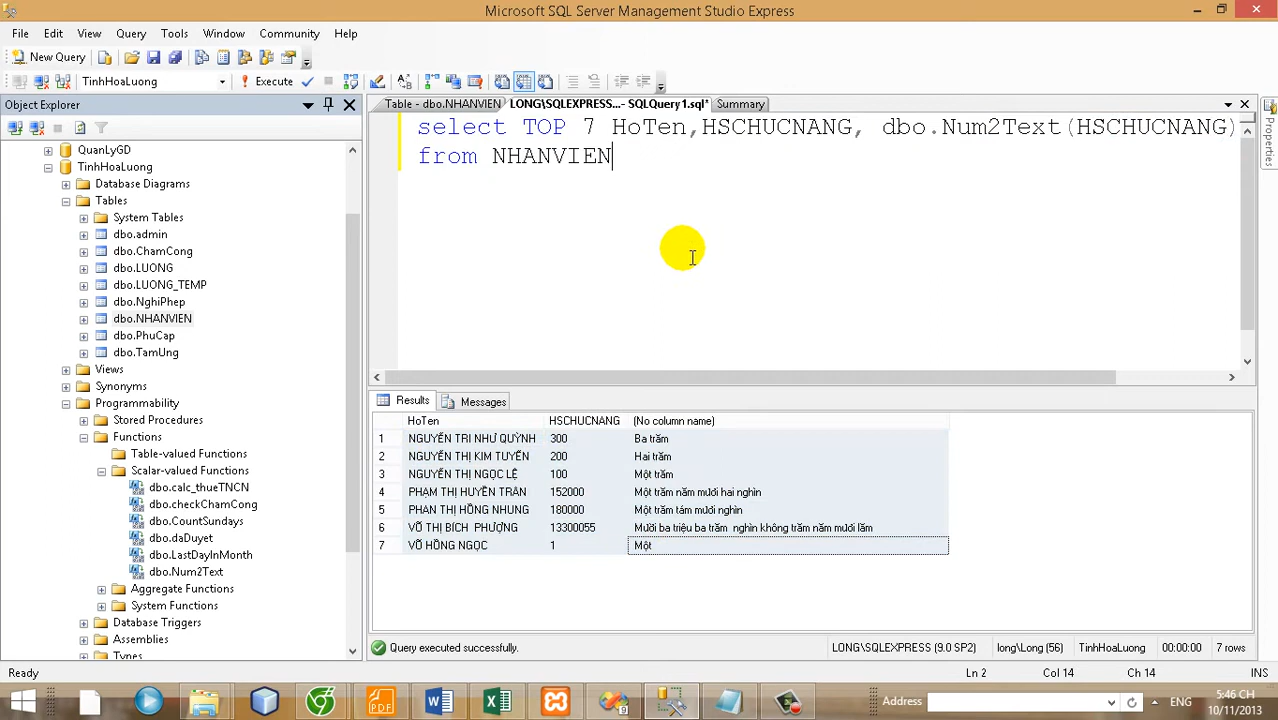 Microsoft SQL Server Management Studio Express
File Edit View Query Tools Window Community Help
New Query
TinhHoaLuong Execute
Object Explorer
Table - dbo.NHANVIEN LONG\SQLEXPRESS...- SQLQuery1.sql* Summary
Properties
select TOP 7 HoTen,HSCHUCNANG, dbo.Num2Text(HSCHUCNANG)
from NHANVIEN
QuanLyGD
TinhHoaLuong
Database Diagrams
Tables
System Tables
dbo.admin
dbo.ChamCong
dbo.LUONG
dbo.LUONG_TEMP
dbo.NghiPhep
dbo.NHANVIEN
dbo.PhuCap
dbo.TamUng
Views
Synonyms
Programmability
Stored Procedures
Functions
Table-valued Functions
Scalar-valued Functions
dbo.calc_thueTNCN
dbo.checkChamCong
dbo.CountSundays
dbo.daDuyet
dbo.LastDayInMonth
dbo.Num2Text
Aggregate Functions
System Functions
Database Triggers
Assemblies
Types
Results Messages
HoTen HSCHUCNANG (No column name)
1 NGUYỄN TRI NHƯ QUỲNH 300 Ba trăm
2 NGUYỄN THỊ KIM TUYẾN 200 Hai trăm
3 NGUYỄN THỊ NGỌC LỆ 100 Một trăm
4 PHẠM THỊ HUYỀN TRÂN 152000 Một trăm năm mươi hai nghìn
5 PHAN THỊ HỒNG NHUNG 180000 Một trăm tám mươi nghìn
6 VÕ THỊ BÍCH PHƯỢNG 13300055 Mười ba triệu ba trăm nghìn không trăm năm mươi lăm
7 VÕ HỒNG NGỌC 1 Một
Query executed successfully. LONG\SQLEXPRESS (9.0 SP2) long\Long (56) TinhHoaLuong 00:00:00 7 rows
Ready Ln 2 Col 14 Ch 14 INS
PDF
9
Address ENG 5:46 CH
10/11/2013